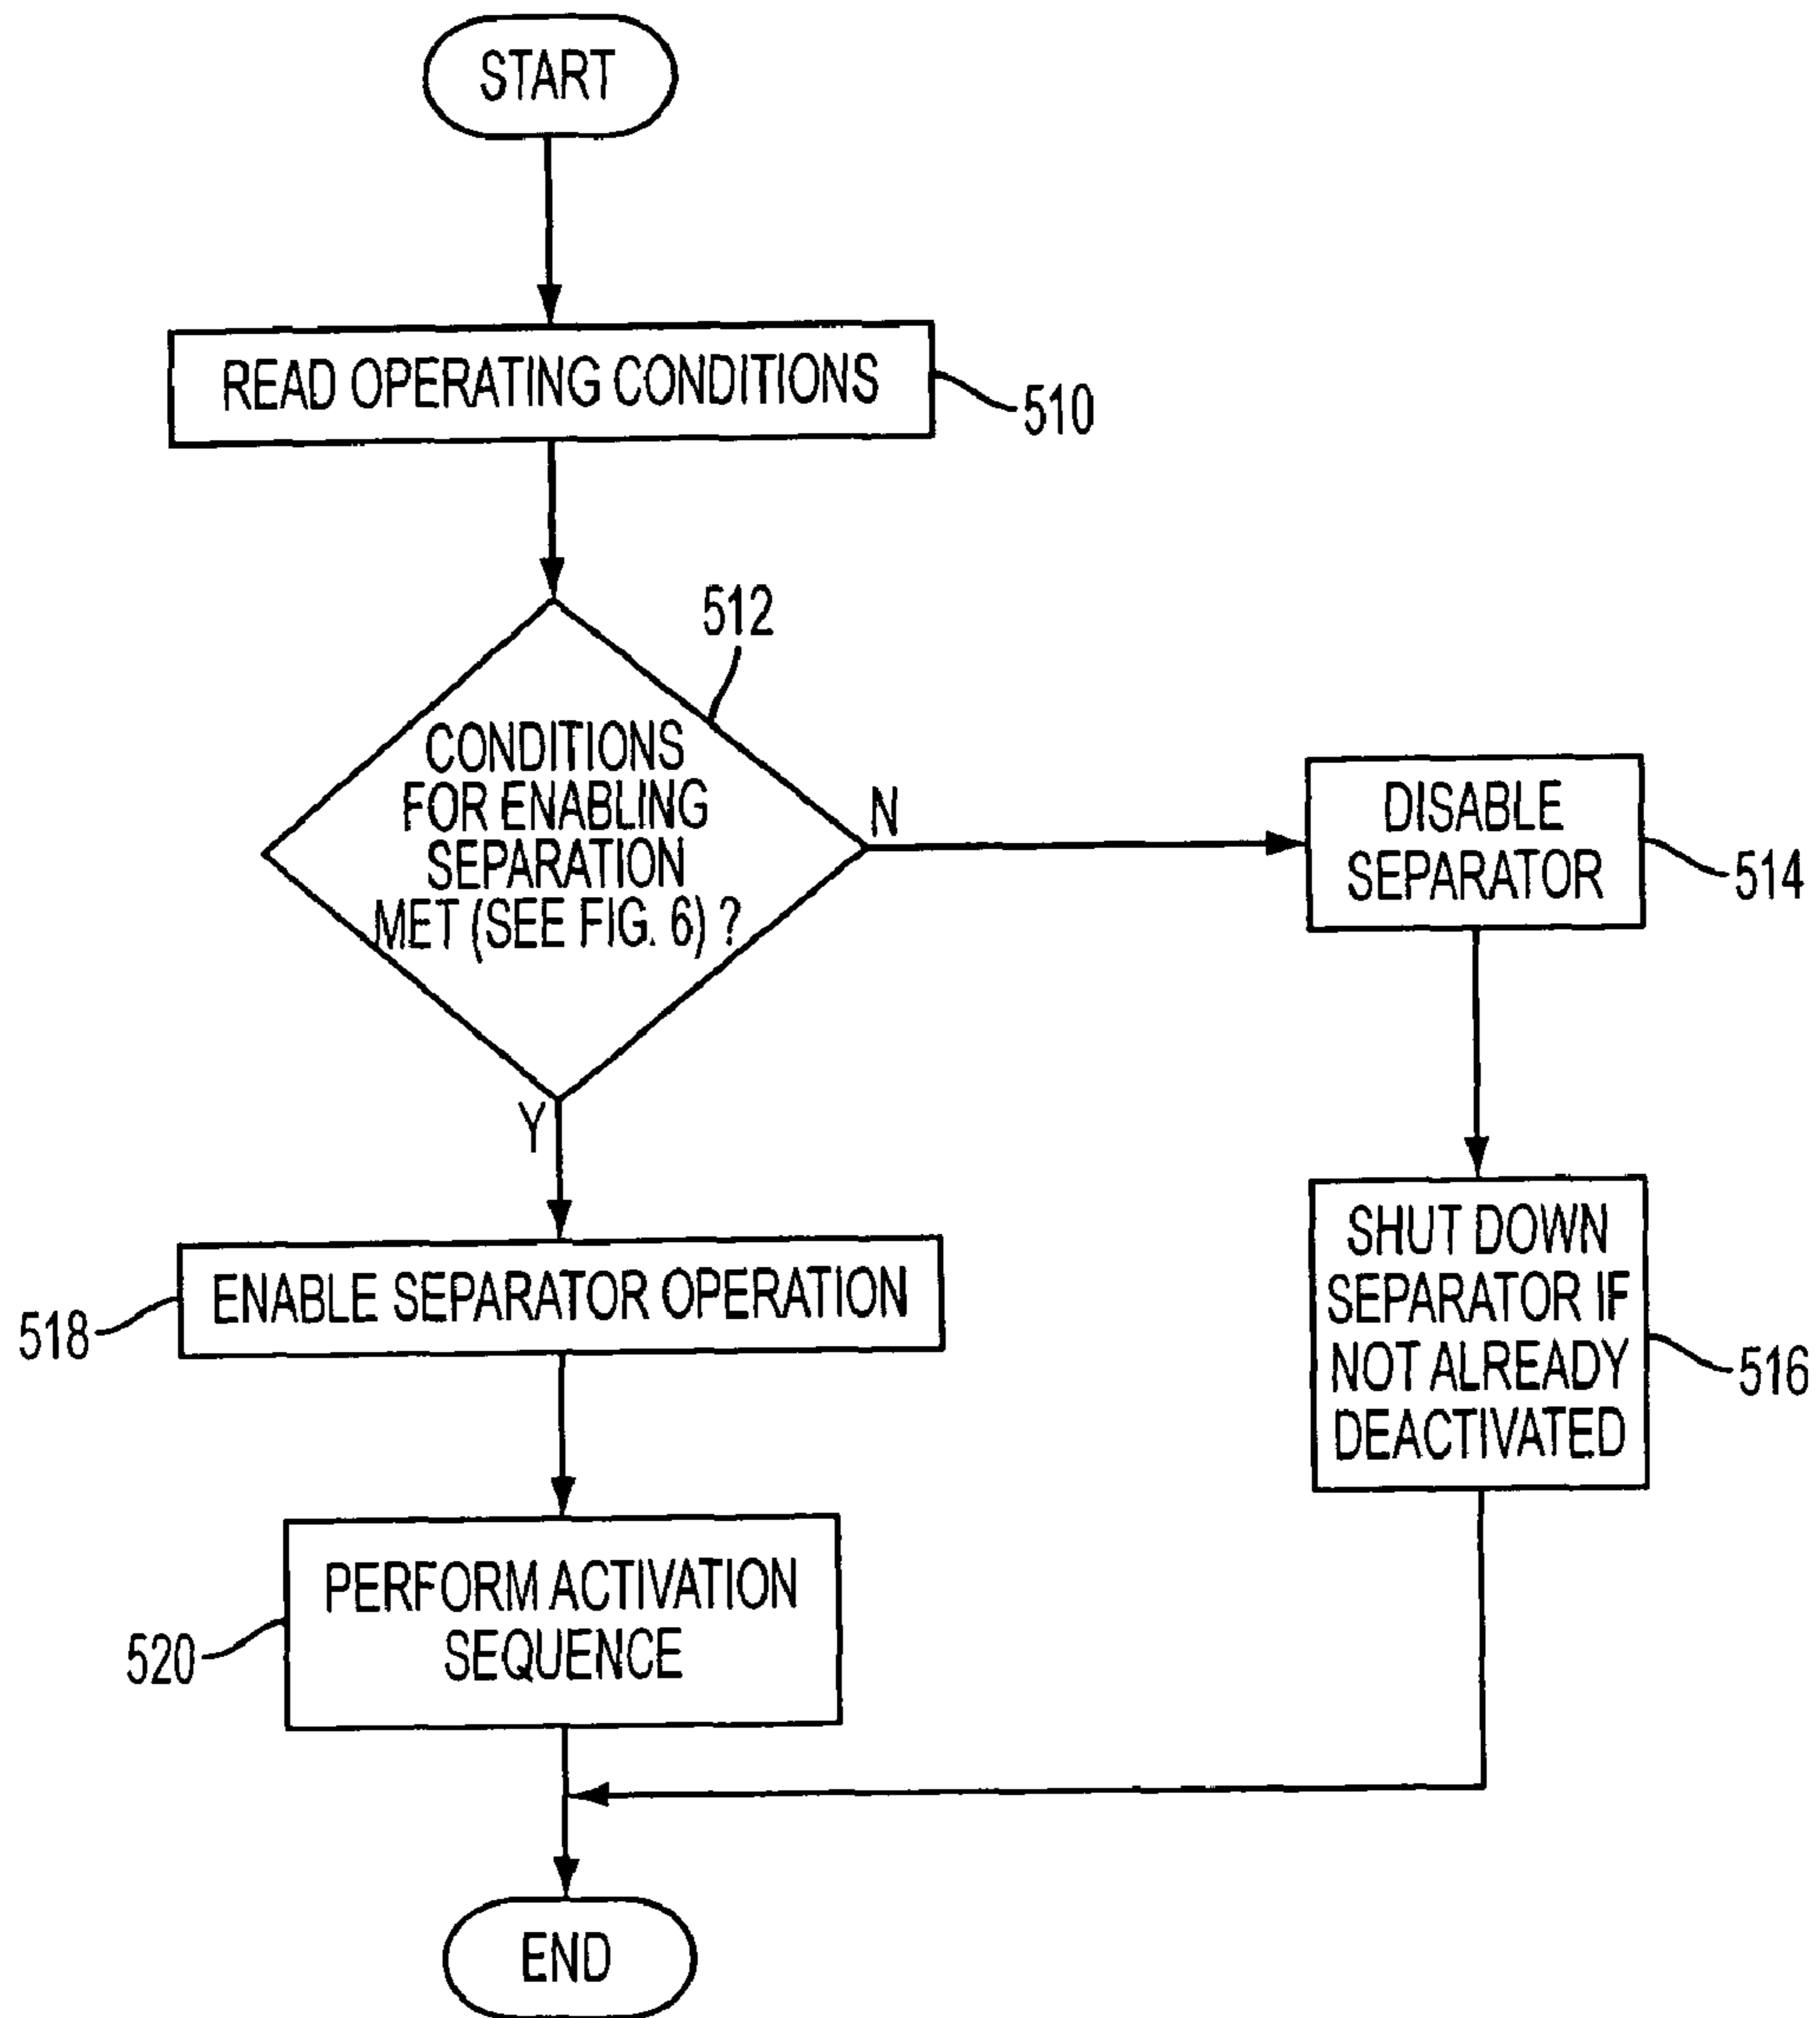 START
READ OPERATING CONDITIONS
510
512
CONDITIONS
FOR ENABLING
SEPARATION
MET (SEE FIG. 6) ?
N
DISABLE
SEPARATOR
514
Y
SHUT DOWN
SEPARATOR IF
NOT ALREADY
DEACTIVATED
516
ENABLE SEPARATOR OPERATION
518
PERFORM ACTIVATION
SEQUENCE
520
END